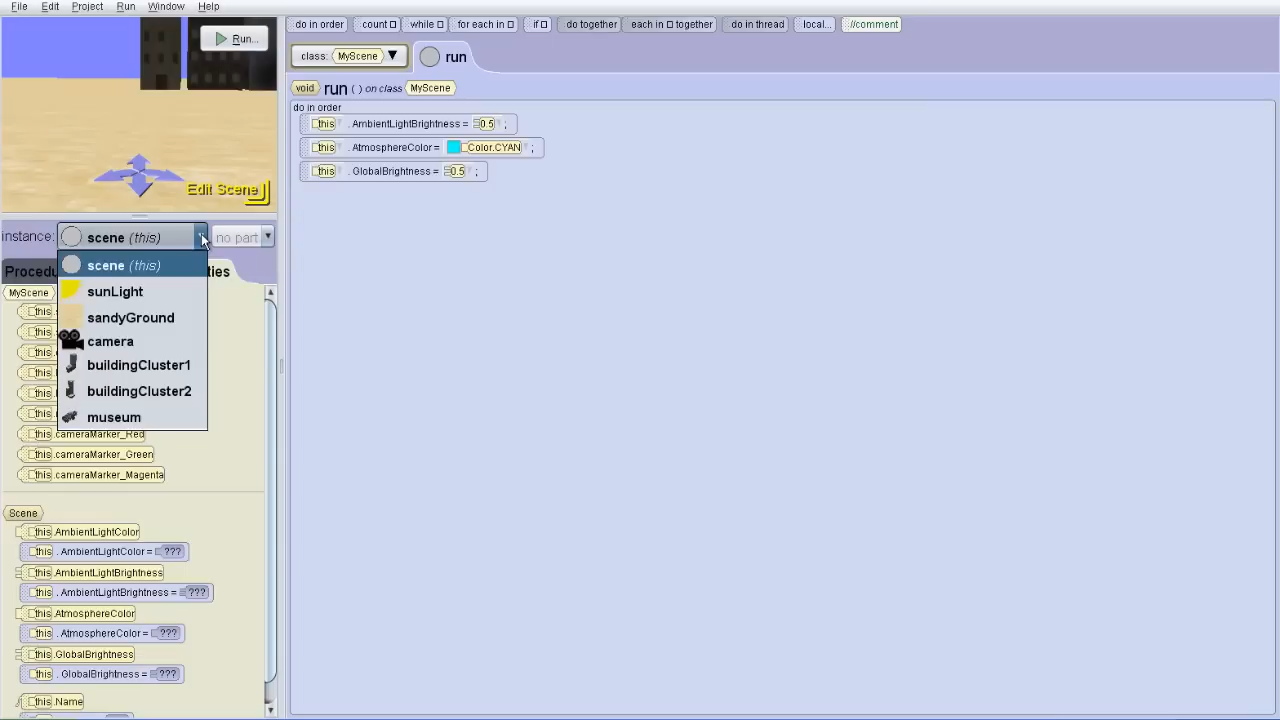 File Edit Project Run Window Help
do in order count while for each in if do together each in together do in thread local... //comment
Run...
class: MyScene run
void run ( ) on class MyScene
do in order
this . AmbientLightBrightness = 0.5 ;
this . AtmosphereColor = Color.CYAN ;
this . GlobalBrightness = 0.5 ;
Edit Scene
instance: scene (this) no part
scene (this)
sunLight
sandyGround
camera
buildingCluster1
buildingCluster2
museum
MyScene
this.cameraMarker_Red
this.cameraMarker_Green
this.cameraMarker_Magenta
Scene
this.AmbientLightColor
this . AmbientLightColor = ???
this.AmbientLightBrightness
this . AmbientLightBrightness = ???
this.AtmosphereColor
this . AtmosphereColor = ???
this.GlobalBrightness
this . GlobalBrightness = ???
this.Name